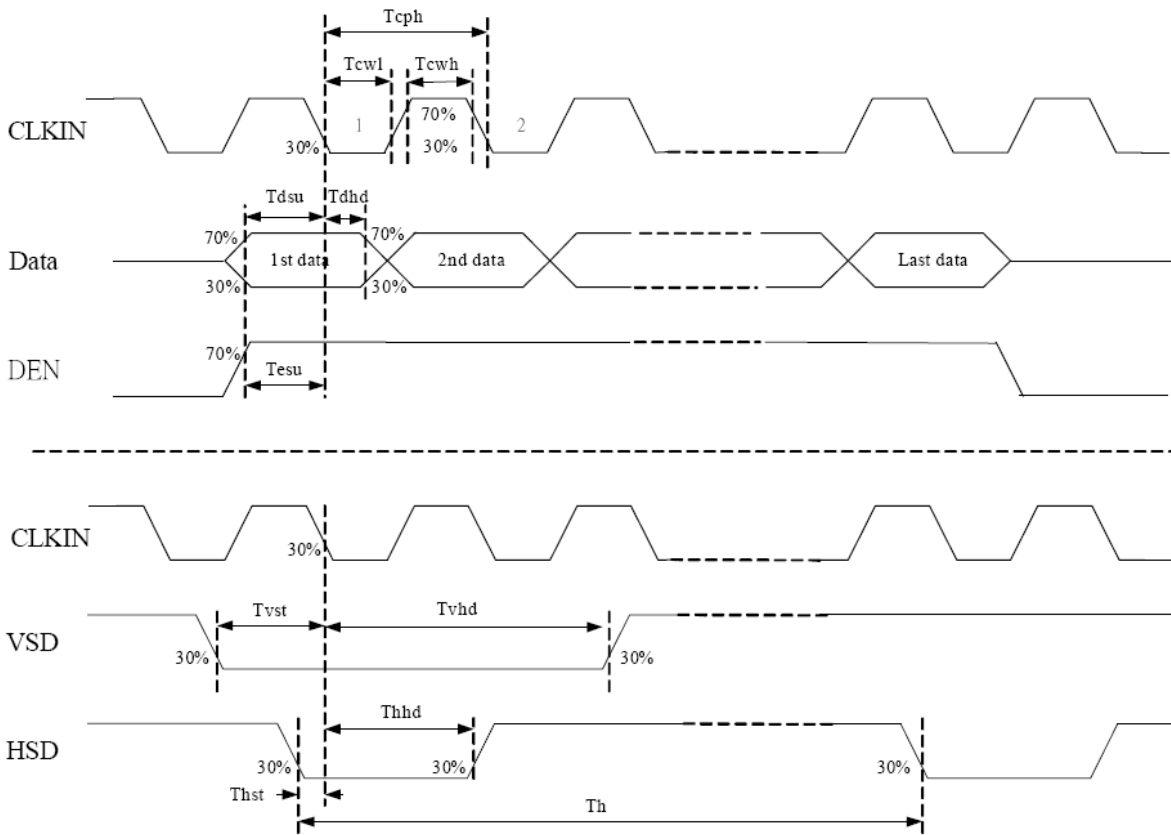 Tcph
Tcwl Tcwh
CLKIN 30% 1 70% 30% 2
Tdsu Tdhd
70% 70%
Data 1st data 2nd data Last data
30% 30%
70%
DEN Tesu
CLKIN 30%
Tvst Tvhd
VSD 30% 30%
Thhd
HSD 30% 30% 30%
Thst
Th